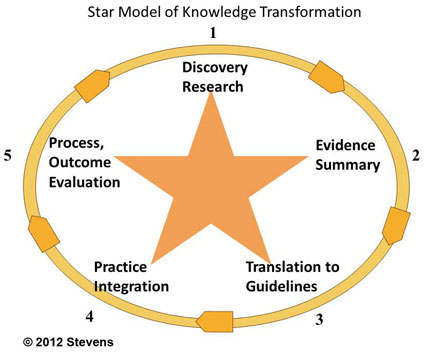 Star Model of Knowledge Transformation
1
Discovery
Research
5
Process,
Outcome
Evaluation
Evidence
Summary
2
Practice
Integration
Translation to
Guidelines
4
3
© 2012 Stevens